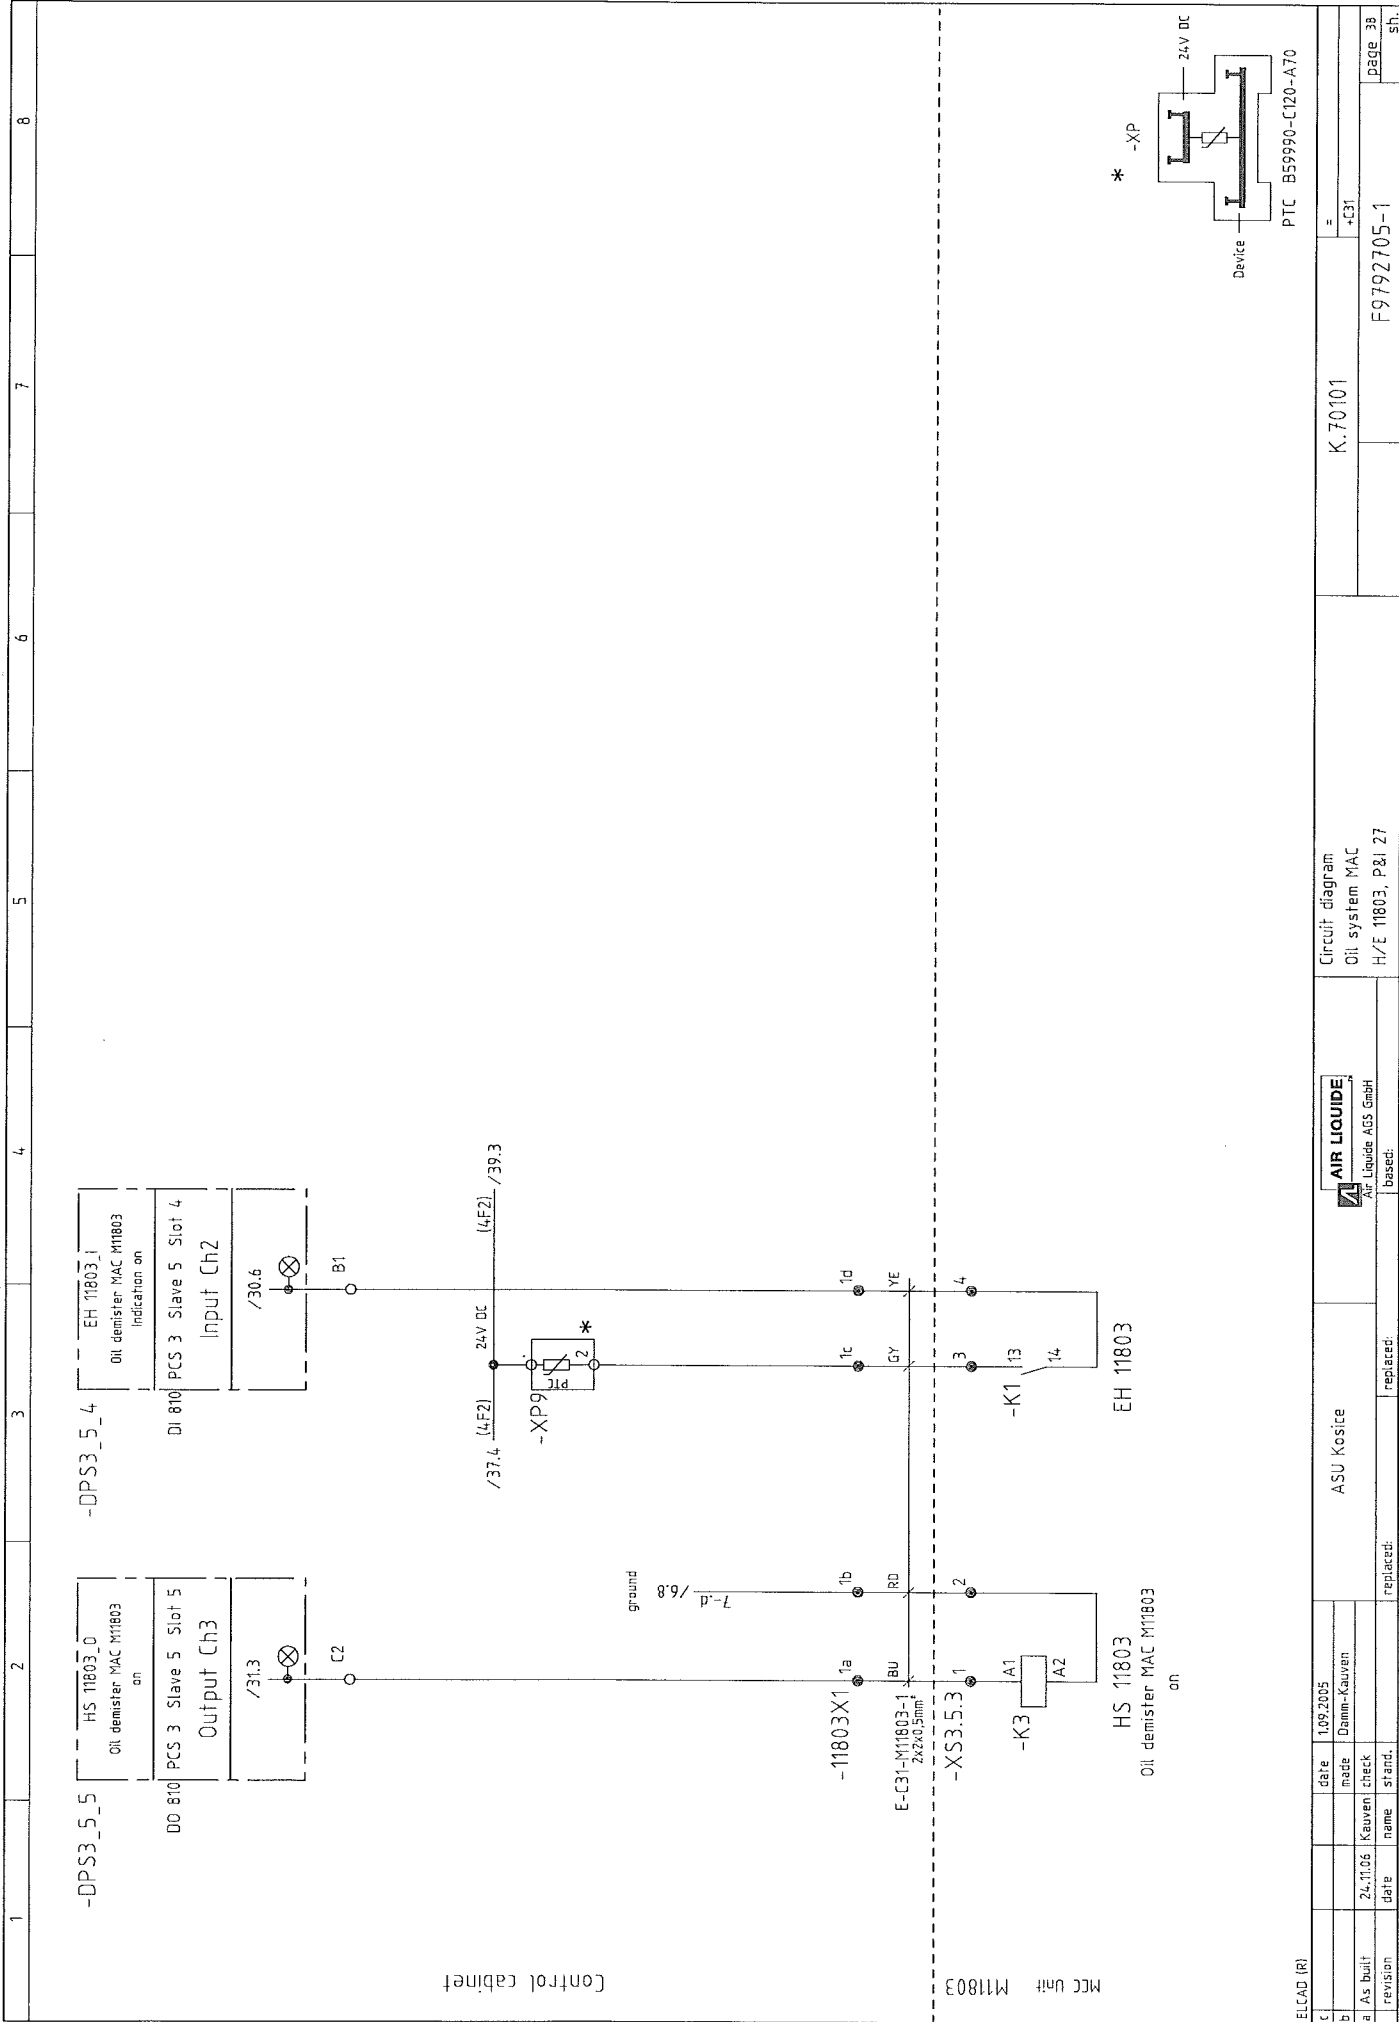 1 2 3 4 5 6 7 8
-DPS3_5_5
HS 11803_O
Oil demister MAC M11803
on
DO 810 PCS 3 Slave 5 Slot 5
Output Ch3
/31.3
C2
-DPS3_5_4
EH 11803_I
Oil demister MAC M11803
Indication on
DI 810 PCS 3 Slave 5 Slot 4
Input Ch2
/30.6
B1
/37.4 (4F2) 24V DC (4F2) /39.3
-XP9
PTC
2
*
Control cabinet
ground
/6.8
7-.d
-11803X1 1a 1b 1c 1d
E-C31-M11803-1
2x2x0,5mm²
BU RD GY YE
-XS3.5.3 1 2 3 4
MCC Unit M11803
-K3
A1
A2
HS 11803
Oil demister MAC M11803
on
-K1
13
14
EH 11803
* -XP
24V DC
Device
PTC B59990-C120-A70
ELCAD (R)
c
b
a As built 24.11.06 Kauven
revision date name
date 1.09.2005
made Damm-Kauven
check
stand.
replaced:
ASU Kosice
replaced:
AIR LIQUIDE
Air Liquide AGS GmbH
based:
Circuit diagram
Oil system MAC
H/E 11803, P&I 27
K.70101
=
+C31
F9792705-1
page 38
sh.